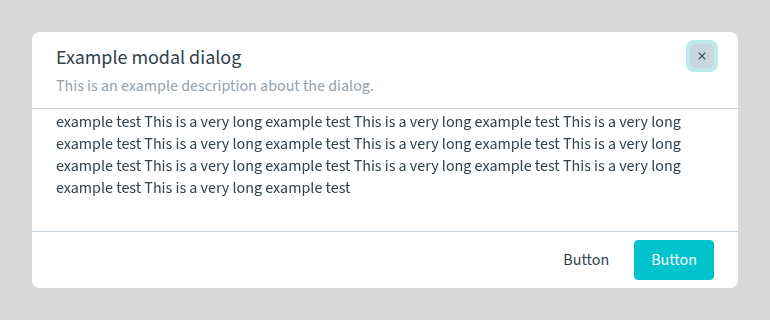 Example modal dialog
×
This is an example description about the dialog.
example test This is a very long example test This is a very long example test This is a very long
example test This is a very long example test This is a very long example test This is a very long
example test This is a very long example test This is a very long example test This is a very long
example test This is a very long example test
Button
Button